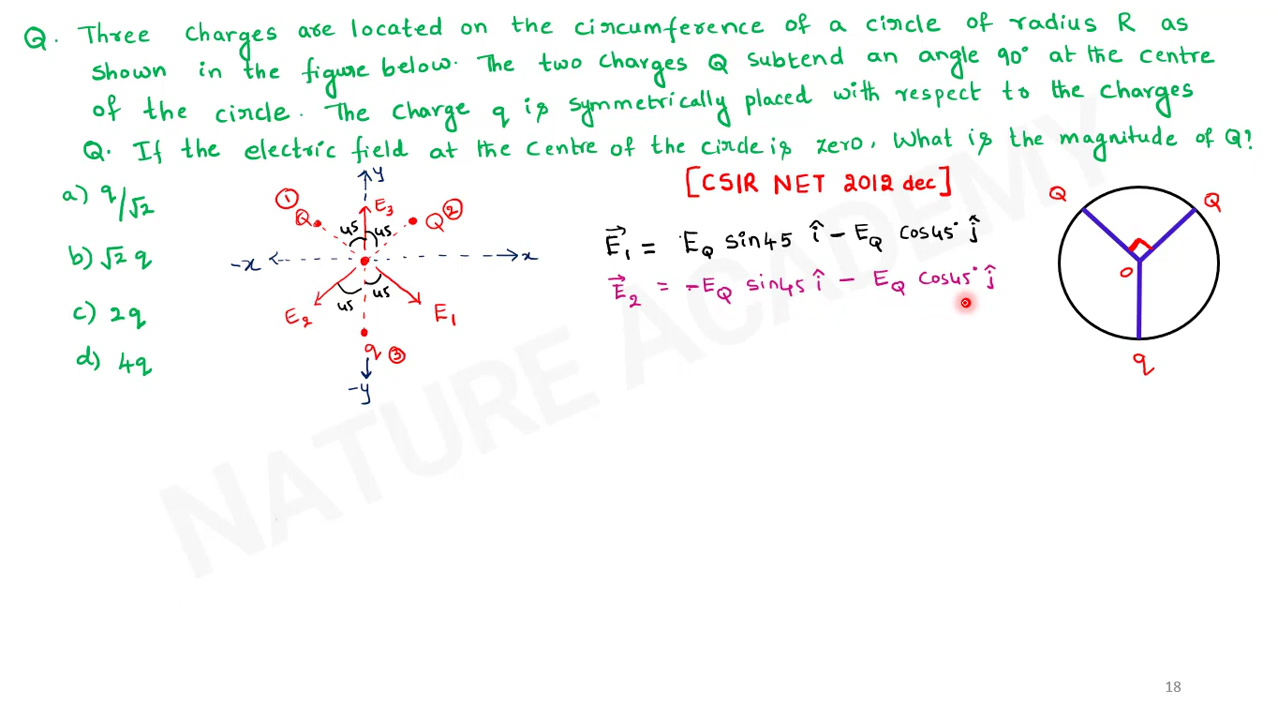 Q. Three charges are located on the circumference of a circle of radius R as
shown in the figure below. The two charges Q subtend an angle 90° at the centre
of the circle. The charge q is symmetrically placed with respect to the charges
Q. If the electric field at the centre of the circle is zero, What is the magnitude of Q?
[CSIR NET 2012 dec]
a) q/√2
b) √2 q
c) 2q
d) 4q
y
① Q
E₃
Q ②
45 45
-x
x
45 45
E₂
E₁
q ③
-y
E⃗₁ = E_Q sin45 î - E_Q cos45° ĵ
E⃗₂ = -E_Q sin45 î - E_Q cos45° ĵ
Q
Q
O
q
NATURE ACADEMY
18